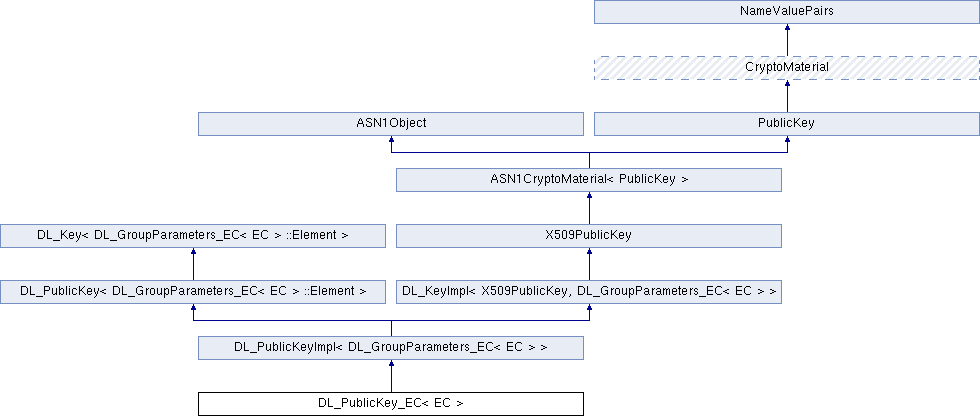 NameValuePairs
CryptoMaterial
ASN1Object
PublicKey
ASN1CryptoMaterial< PublicKey >
DL_Key< DL_GroupParameters_EC< EC > ::Element >
X509PublicKey
DL_PublicKey< DL_GroupParameters_EC< EC > ::Element >
DL_KeyImpl< X509PublicKey, DL_GroupParameters_EC< EC > >
DL_PublicKeyImpl< DL_GroupParameters_EC< EC > >
DL_PublicKey_EC< EC >